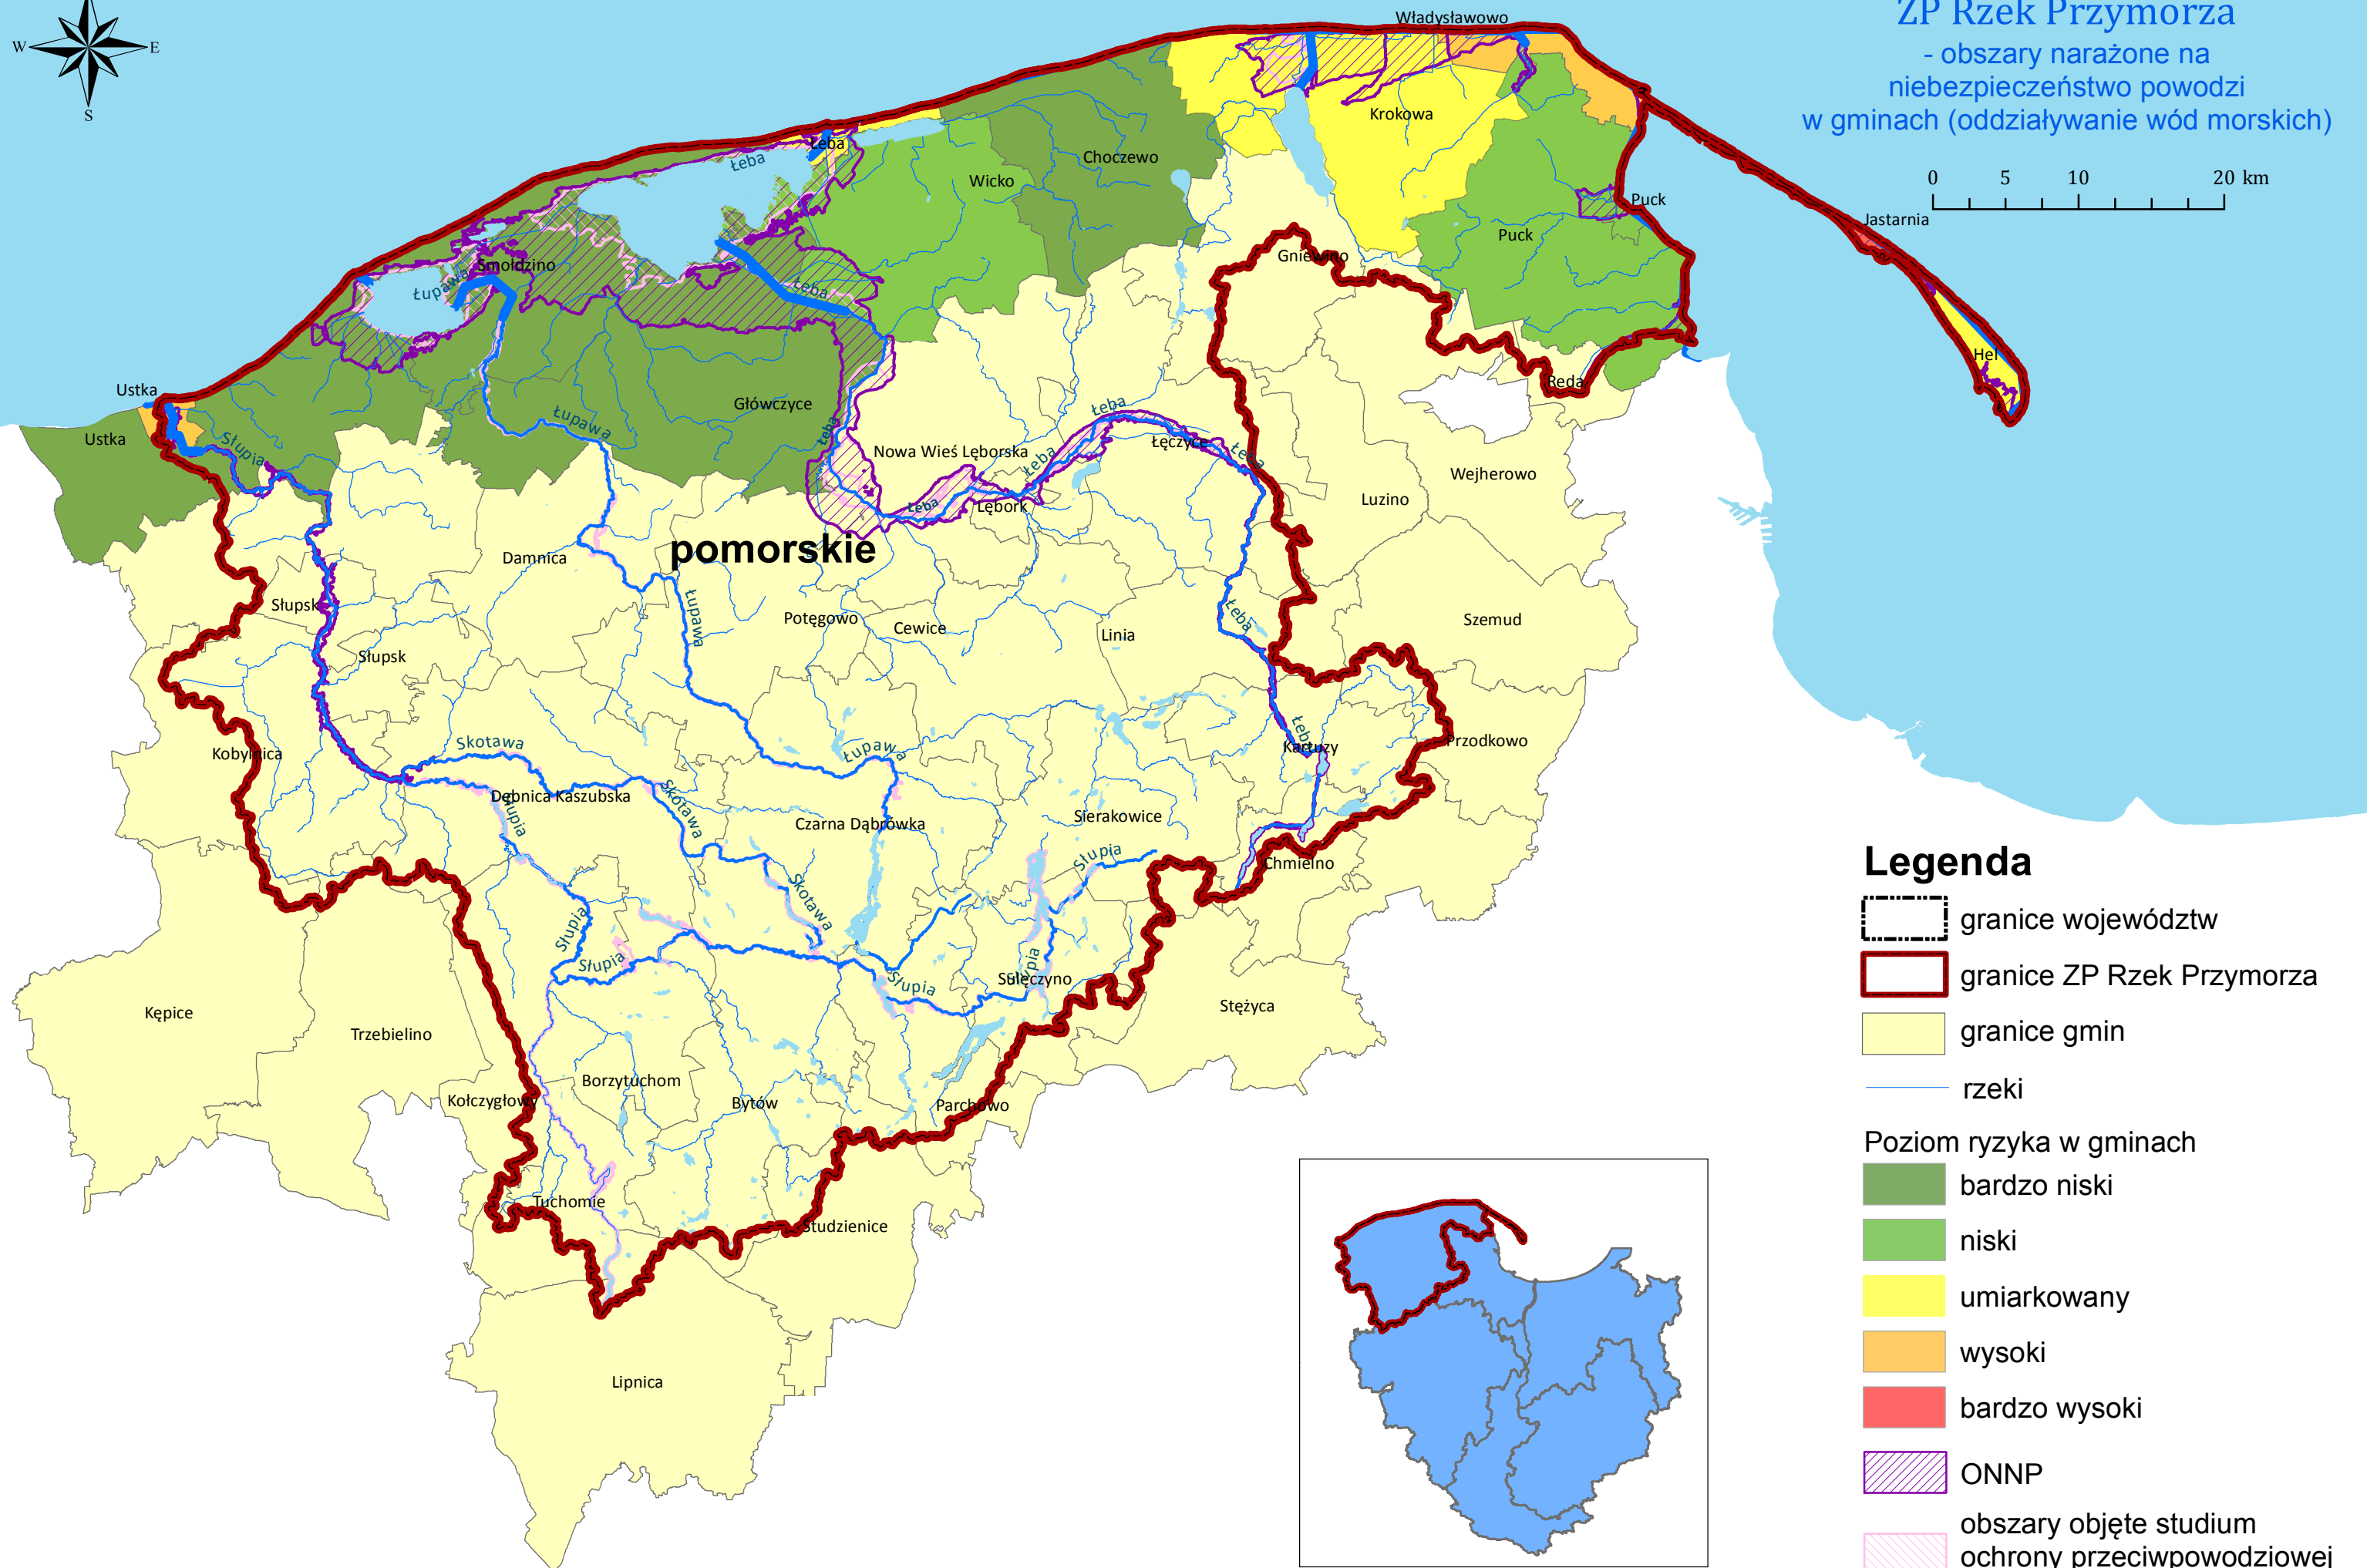 ZP Rzek Przymorza
- obszary narażone na
niebezpieczeństwo powodzi
w gminach (oddziaływanie wód morskich)
W
E
S
0 5 10 20 km
Władysławowo
Krokowa
Łeba
Łeba
Choczewo
Wicko
Puck
Puck
Jastarnia
Gniewino
Smołdzino
Łupawa
Łeba
Hel
Reda
Ustka
Ustka
Słupia
Główczyce
Łupawa
Łeba
Nowa Wieś Lęborska
Łeba
Łęczyce
Łeba
Łeba
Łeba
Lębork
Wejherowo
Luzino
Damnica
pomorskie
Słupsk
Łupawa
Potęgowo
Cewice
Linia
Łeba
Szemud
Słupsk
Kobylnica
Skotawa
Łupawa
Łeba
Kartuzy
Przodkowo
Dębnica Kaszubska
Słupia
Skotawa
Czarna Dąbrówka
Sierakowice
Słupia
Chmielno
Skotawa
Słupia
Słupia
Słupia
Słupia
Sulęczyno
Stężyca
Kępice
Trzebielino
Borzytuchom
Kołczygłowy
Bytów
Parchowo
Tuchomie
Studzienice
Lipnica
Legenda
granice województw
granice ZP Rzek Przymorza
granice gmin
rzeki
Poziom ryzyka w gminach
bardzo niski
niski
umiarkowany
wysoki
bardzo wysoki
ONNP
obszary objęte studium
ochrony przeciwpowodziowej